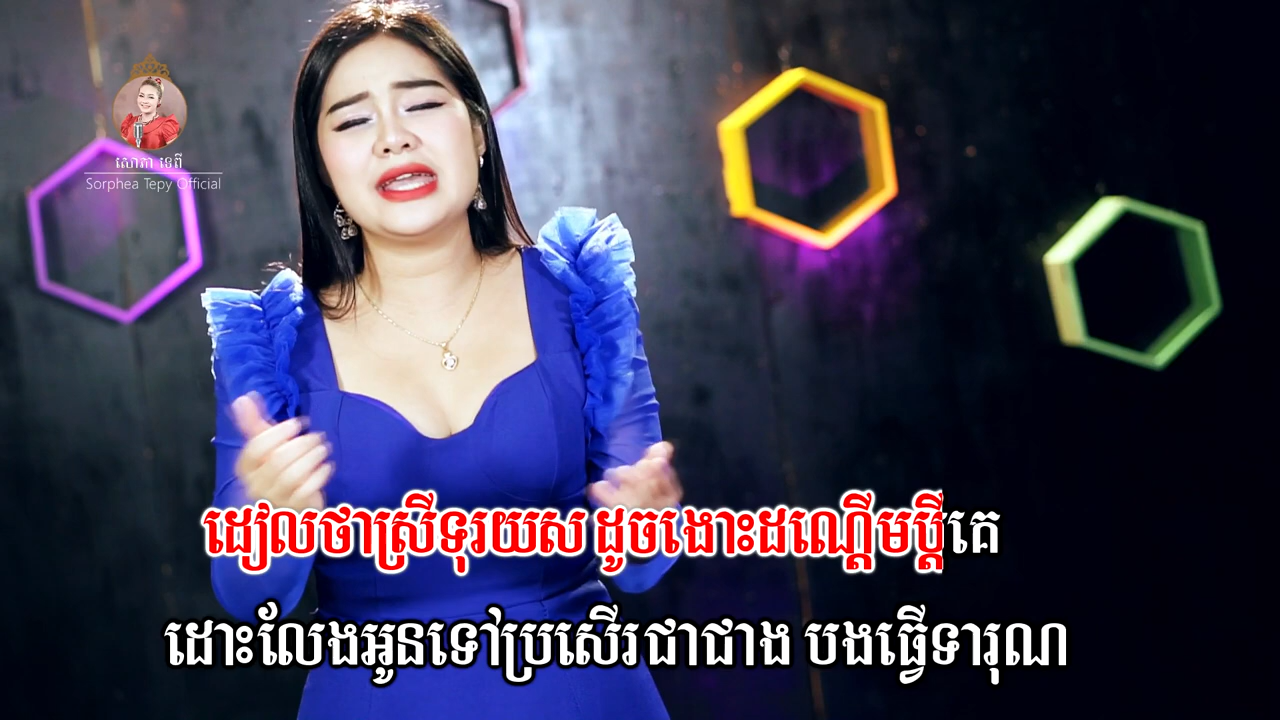 សោភា ទេពី
Sorphea Tepy Official
ដៀលថាស្រីទុរយស ដូចងោះដណ្ដើមប្ដីគេ
ដោះលែងអូនទៅប្រសើរជាជាង បងធ្វើទារុណ